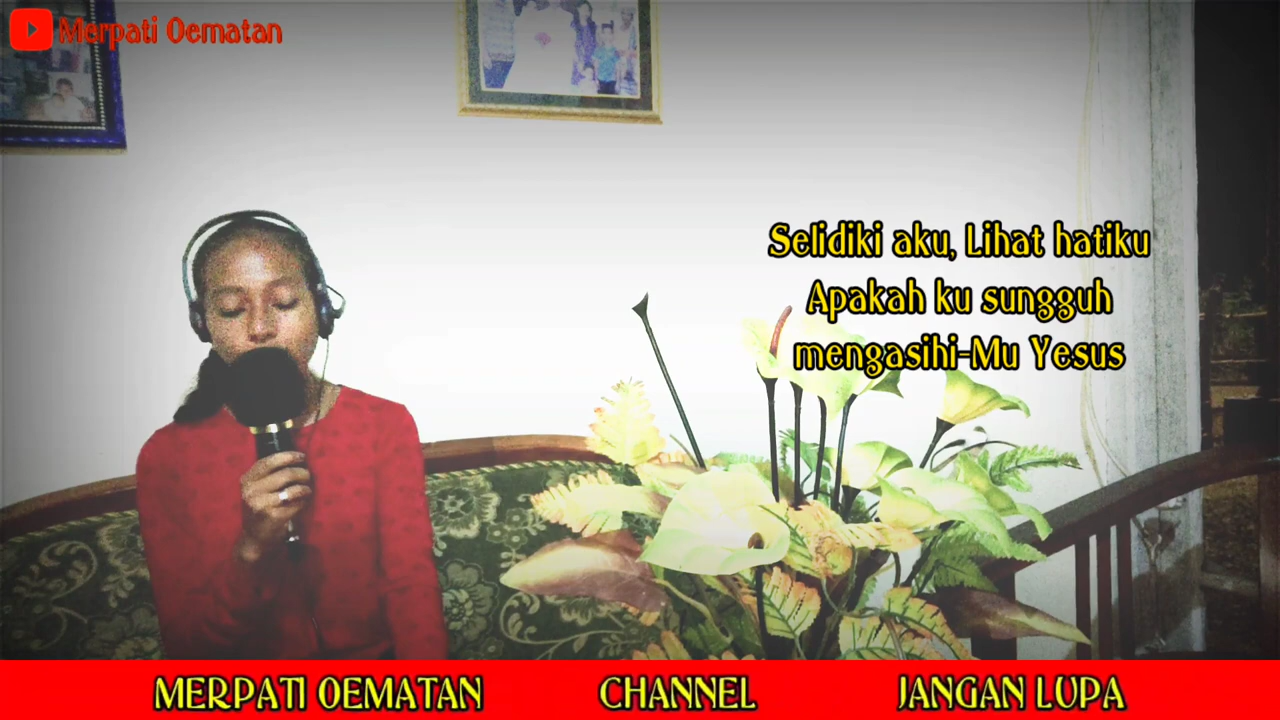 Merpati Oematan
Selidiki aku, Lihat hatiku
Apakah ku sungguh
mengasihi-Mu Yesus
MERPATI OEMATAN CHANNEL JANGAN LUPA